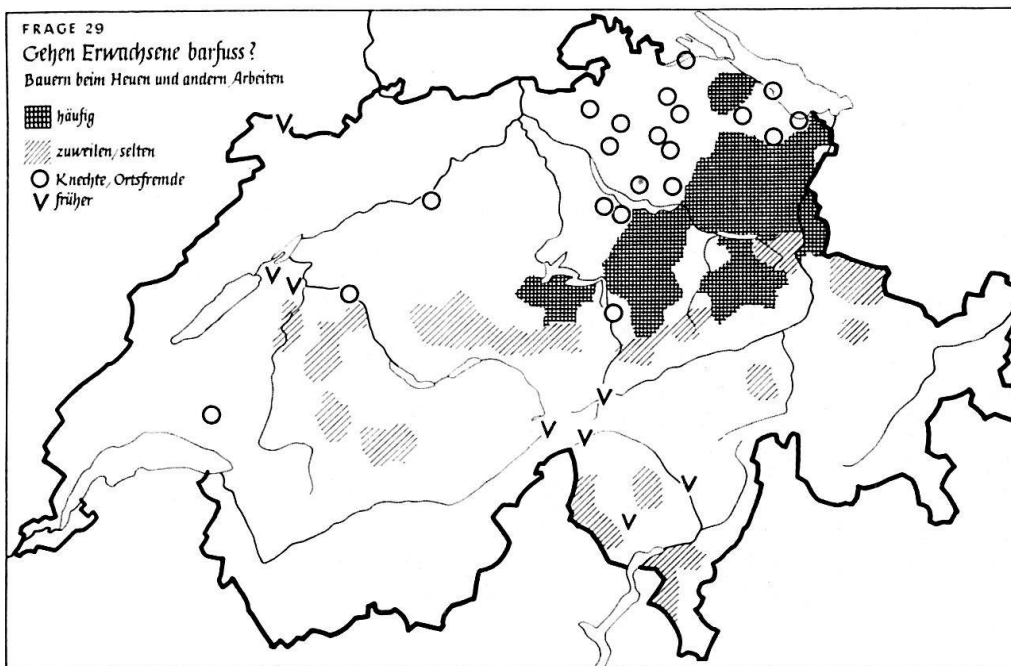 FRAGE 29
Gehen Erwachsene barfuss?
Bauern beim Heuen und andern Arbeiten
häufig
zuweilen/selten
Knechte, Ortsfremde
früher